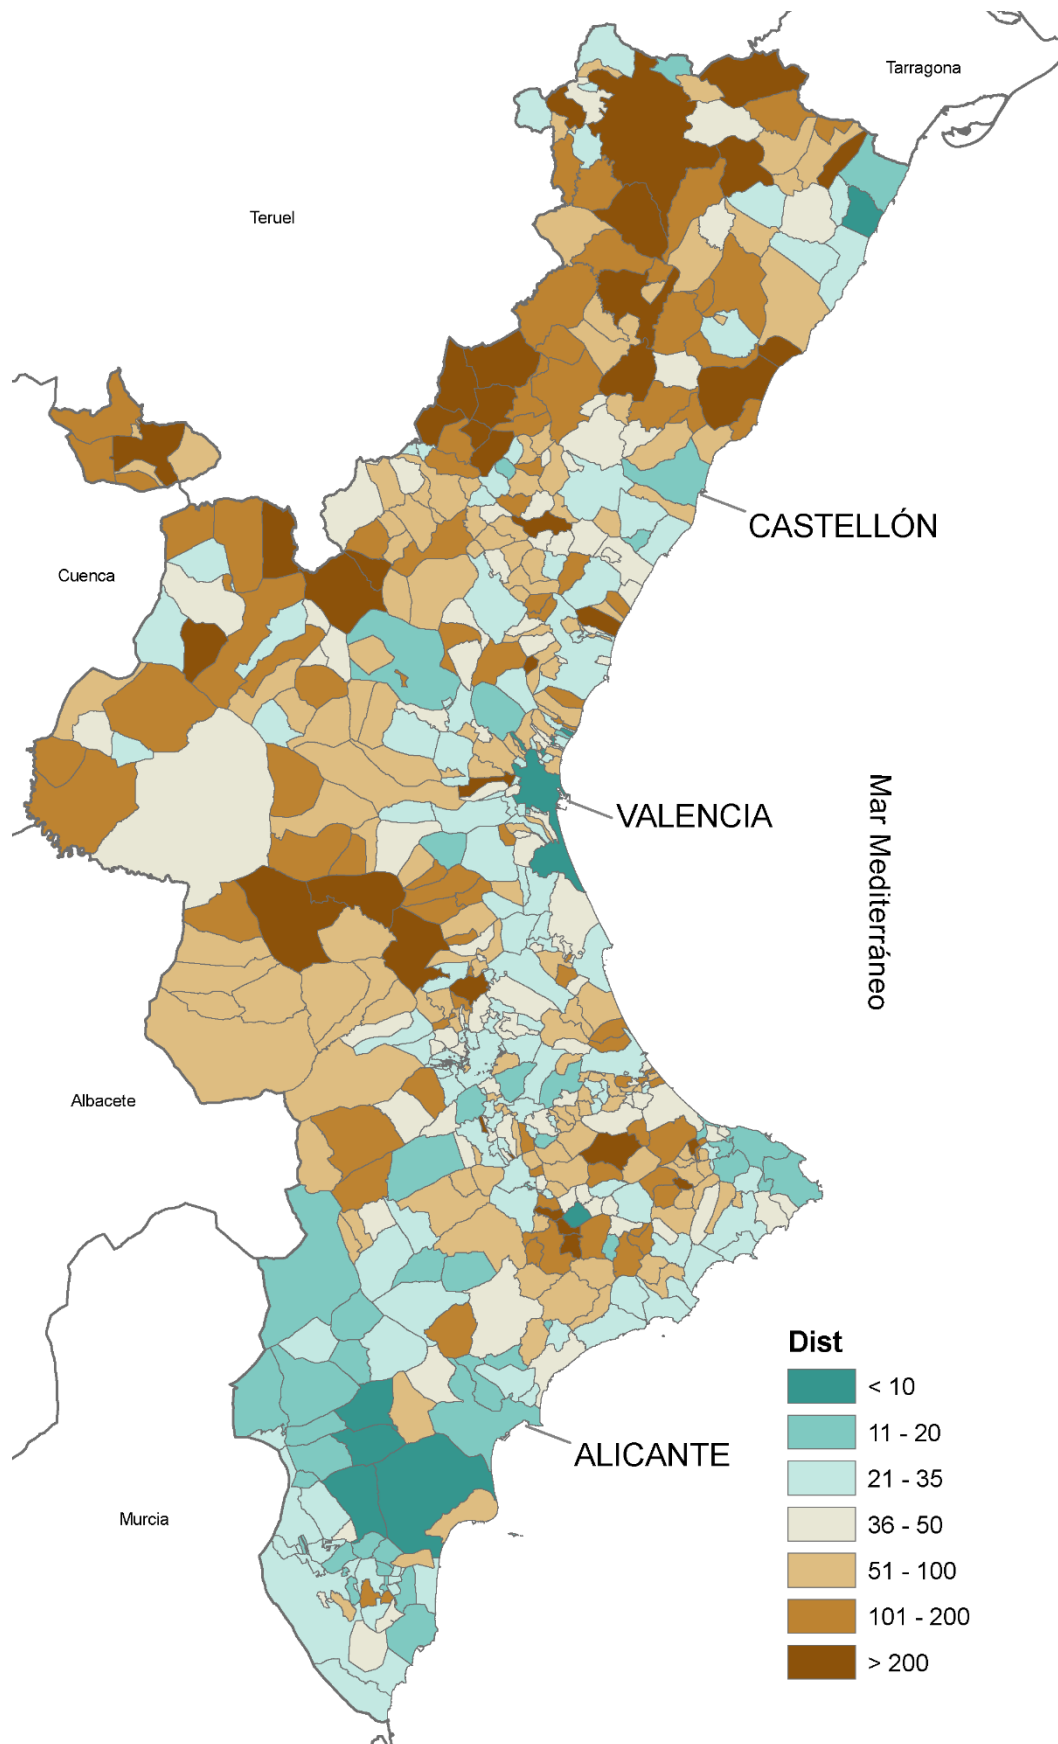 Tarragona
Teruel
CASTELLÓN
Cuenca
VALENCIA
Mar Mediterráneo
Albacete
Dist
< 10
11 - 20
21 - 35
36 - 50
51 - 100
101 - 200
> 200
ALICANTE
Murcia